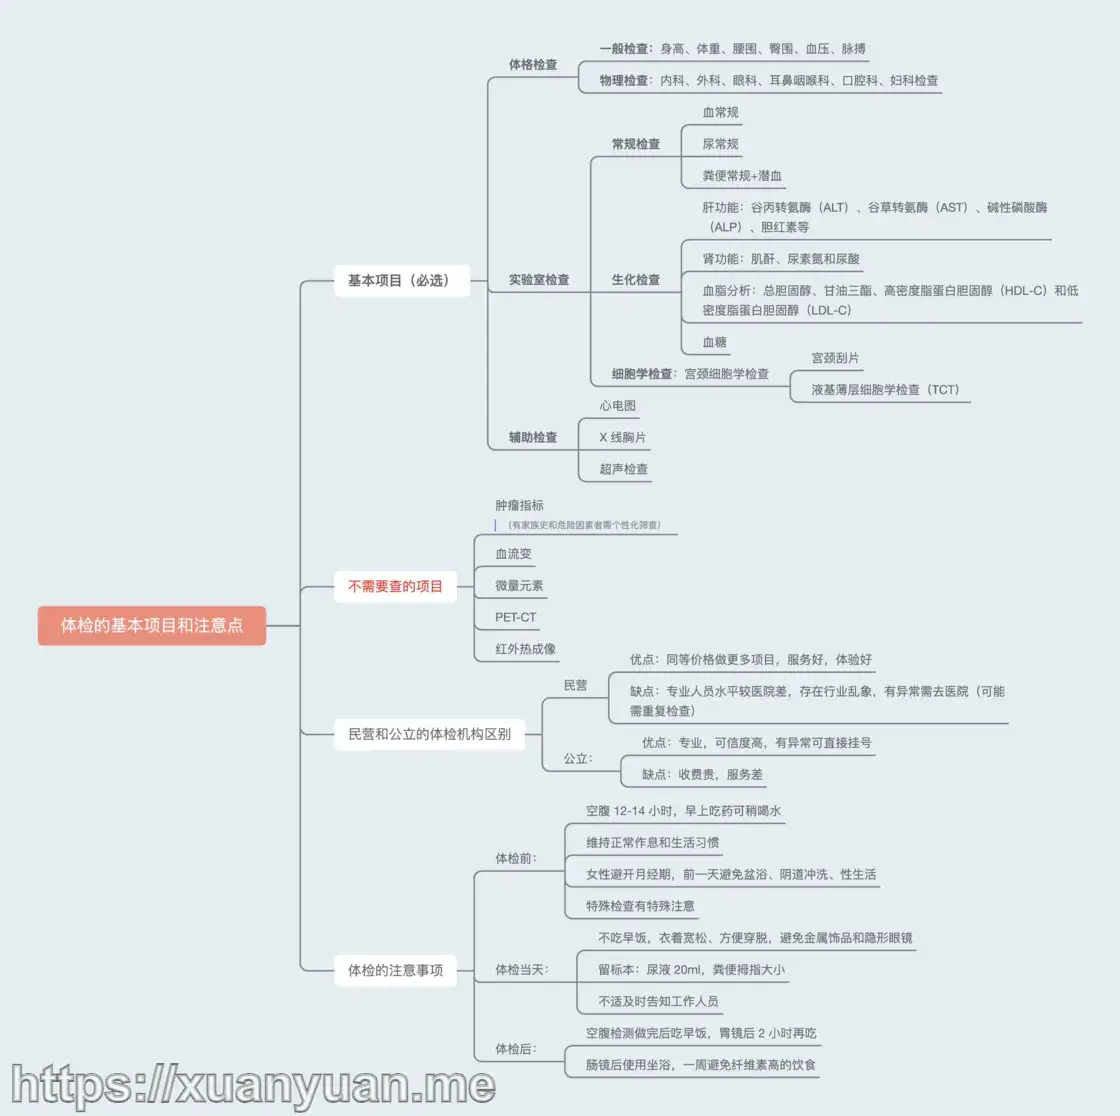 体检的基本项目和注意点
基本项目（必选）
体格检查
一般检查：身高、体重、腰围、臀围、血压、脉搏
物理检查：内科、外科、眼科、耳鼻咽喉科、口腔科、妇科检查
实验室检查
常规检查
血常规
尿常规
粪便常规+潜血
生化检查
肝功能：谷丙转氨酶（ALT）、谷草转氨酶（AST）、碱性磷酸酶
（ALP）、胆红素等
肾功能：肌酐、尿素氮和尿酸
血脂分析：总胆固醇、甘油三酯、高密度脂蛋白胆固醇（HDL-C）和低
密度脂蛋白胆固醇（LDL-C）
血糖
细胞学检查：宫颈细胞学检查
宫颈刮片
液基薄层细胞学检查（TCT）
辅助检查
心电图
X 线胸片
超声检查
不需要查的项目
肿瘤指标
（有家族史和危险因素者需个性化筛查）
血流变
微量元素
PET-CT
红外热成像
民营和公立的体检机构区别
民营
优点：同等价格做更多项目，服务好，体验好
缺点：专业人员水平较医院差，存在行业乱象，有异常需去医院（可能
需重复检查）
公立：
优点：专业，可信度高，有异常可直接挂号
缺点：收费贵，服务差
体检的注意事项
体检前：
空腹 12-14 小时，早上吃药可稍喝水
维持正常作息和生活习惯
女性避开月经期，前一天避免盆浴、阴道冲洗、性生活
特殊检查有特殊注意
体检当天：
不吃早饭，衣着宽松、方便穿脱，避免金属饰品和隐形眼镜
留标本：尿液 20ml，粪便拇指大小
不适及时告知工作人员
体检后：
空腹检测做完后吃早饭，胃镜后 2 小时再吃
肠镜后使用坐浴，一周避免纤维素高的饮食
https://xuanyuan.me